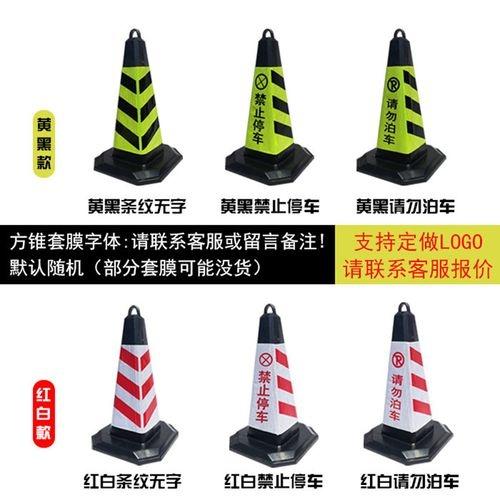 黄黑款
禁止停车
请勿泊车
黄黑条纹无字
黄黑禁止停车
黄黑请勿泊车
方锥套膜字体:请联系客服或留言备注!
默认随机（部分套膜可能没货）
支持定做LOGO
请联系客服报价
红白款
禁止停车
请勿泊车
红白条纹无字
红白禁止停车
红白请勿泊车